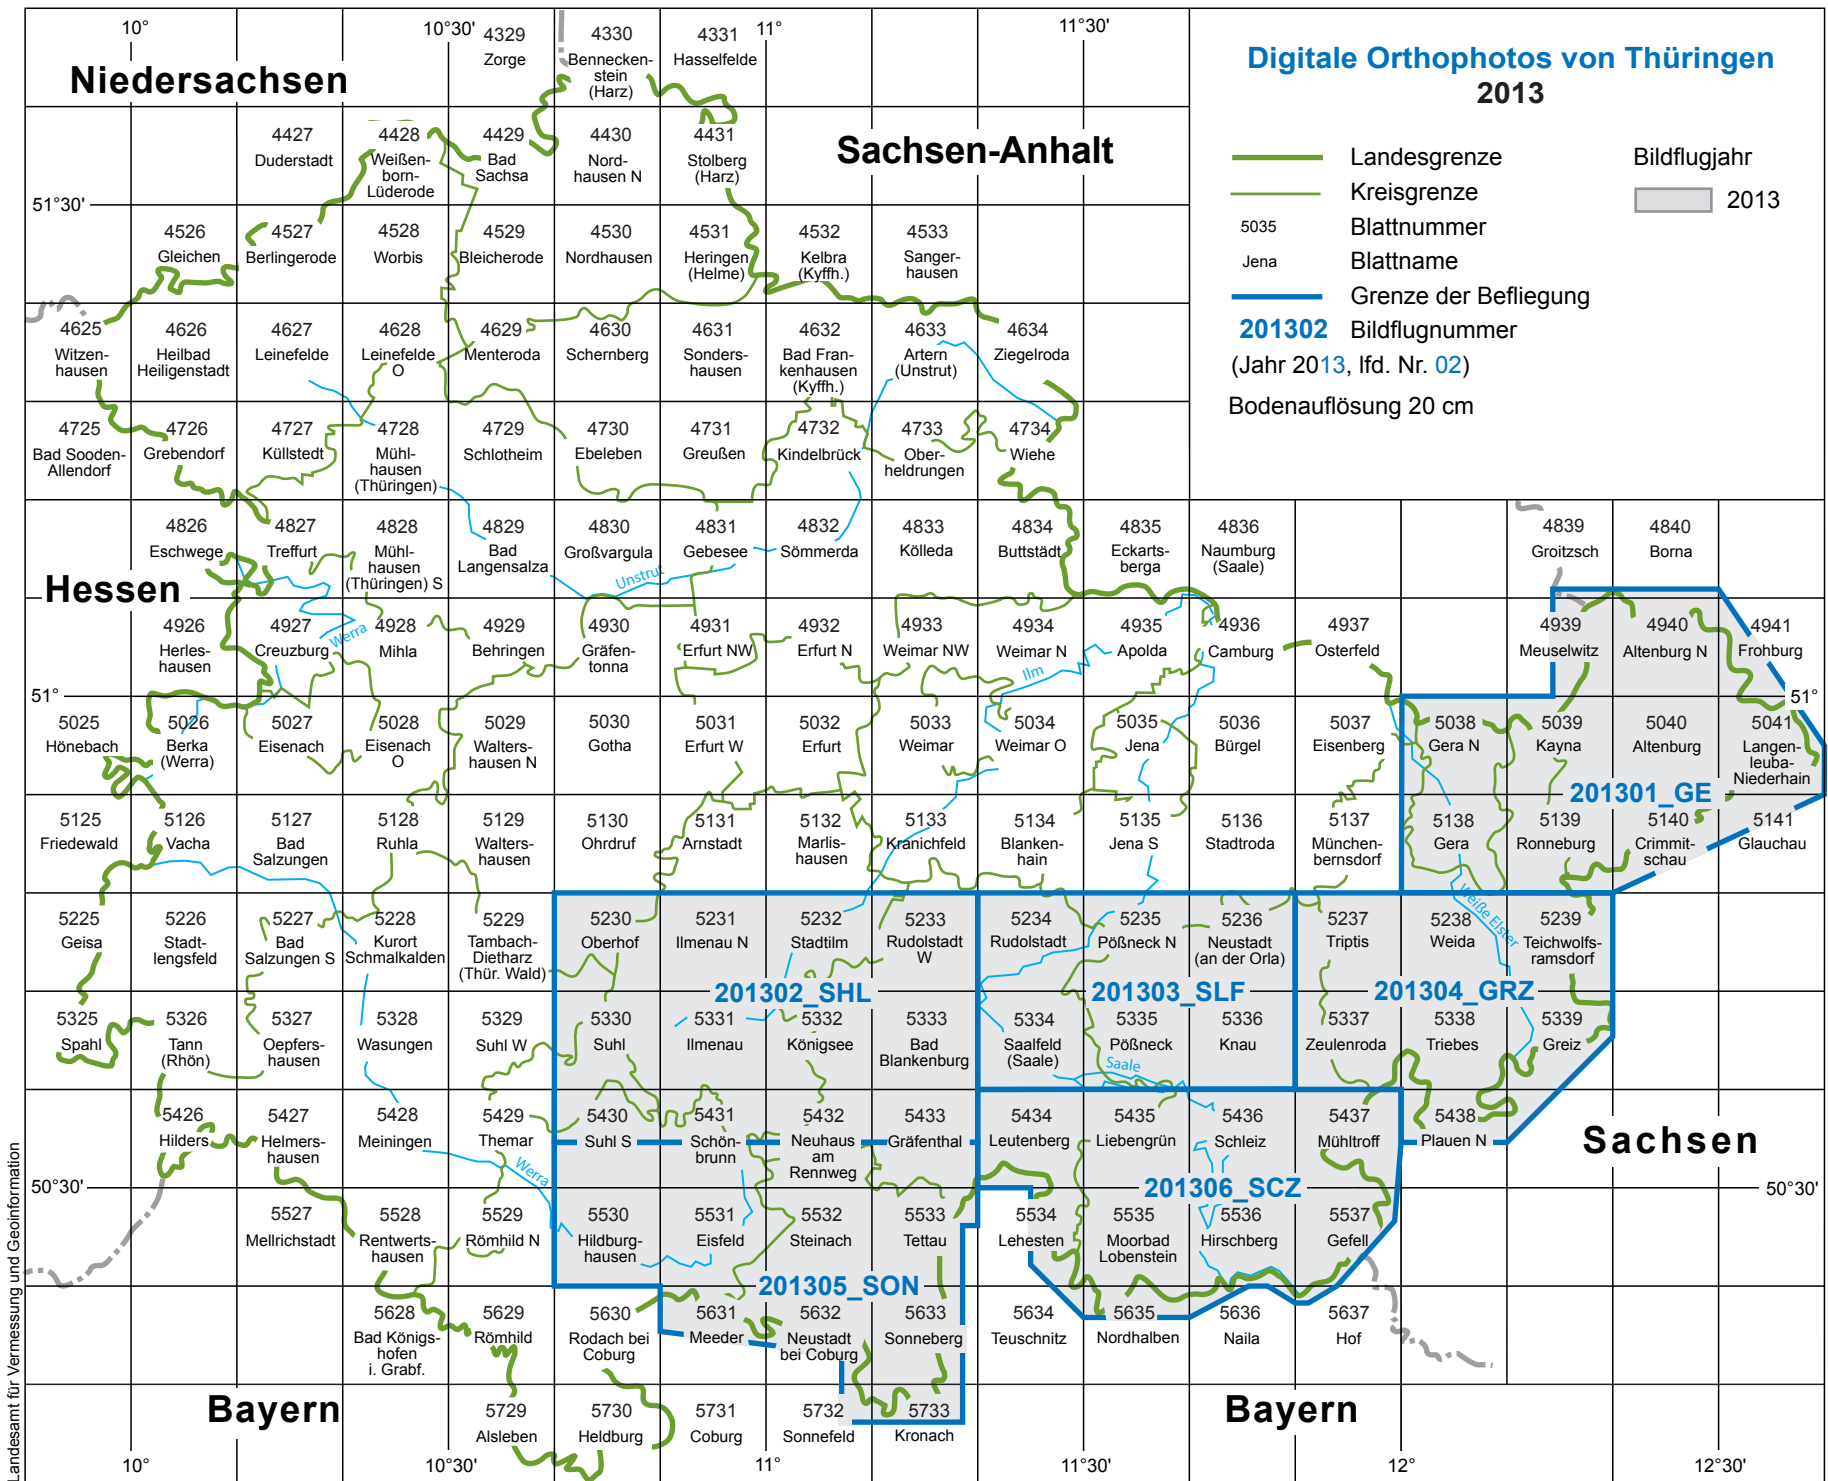 10°
10°30'
11°
11°30'
4329
Zorge
4330
Bennecken-
stein
(Harz)
4331
Hasselfelde
Niedersachsen
Digitale Orthophotos von Thüringen
2013
Landesgrenze
Kreisgrenze
5035
Blattnummer
Jena
Blattname
Grenze der Befliegung
201302
Bildflugnummer
(Jahr 2013, lfd. Nr. 02)
Bodenauflösung 20 cm
Bildflugjahr
2013
4427
Duderstadt
4428
Weißen-
born-
Lüderode
4429
Bad
Sachsa
4430
Nord-
hausen N
4431
Stolberg
(Harz)
Sachsen-Anhalt
51°30'
4526
Gleichen
4527
Berlingerode
4528
Worbis
4529
Bleicherode
4530
Nordhausen
4531
Heringen
(Helme)
4532
Kelbra
(Kyffh.)
4533
Sanger-
hausen
4625
Witzen-
hausen
4626
Heilbad
Heiligenstadt
4627
Leinefelde
4628
Leinefelde
O
4629
Menteroda
4630
Schernberg
4631
Sonders-
hausen
4632
Bad Fran-
kenhausen
(Kyffh.)
4633
Artern
(Unstrut)
4634
Ziegelroda
4725
Bad Sooden-
Allendorf
4726
Grebendorf
4727
Küllstedt
4728
Mühl-
hausen
(Thüringen)
4729
Schlotheim
4730
Ebeleben
4731
Greußen
4732
Kindelbrück
4733
Ober-
heldrungen
4734
Wiehe
4826
Eschwege
4827
Treffurt
4828
Mühl-
hausen
(Thüringen) S
4829
Bad
Langensalza
4830
Großvargula
4831
Gebesee
4832
Sömmerda
4833
Kölleda
4834
Buttstädt
4835
Eckarts-
berga
4836
Naumburg
(Saale)
4839
Groitzsch
4840
Borna
Hessen
Unstrut
4926
Herles-
hausen
4927
Creuzburg
Werra
4928
Mihla
4929
Behringen
4930
Gräfen-
tonna
4931
Erfurt NW
4932
Erfurt N
4933
Weimar NW
4934
Weimar N
Ilm
4935
Apolda
4936
Camburg
4937
Osterfeld
4939
Meuselwitz
4940
Altenburg N
4941
Frohburg
51°
51°
5025
Hönebach
5026
Berka
(Werra)
5027
Eisenach
5028
Eisenach
O
5029
Walters-
hausen N
5030
Gotha
5031
Erfurt W
5032
Erfurt
5033
Weimar
5034
Weimar O
5035
Jena
5036
Bürgel
5037
Eisenberg
5038
Gera N
5039
Kayna
5040
Altenburg
5041
Langen-
leuba-
Niederhain
201301_GE
5125
Friedewald
5126
Vacha
5127
Bad
Salzungen
5128
Ruhla
5129
Walters-
hausen
5130
Ohrdruf
5131
Arnstadt
5132
Marlis-
hausen
5133
Kranichfeld
5134
Blanken-
hain
5135
Jena S
5136
Stadtroda
5137
München-
bernsdorf
5138
Gera
5139
Ronneburg
5140
Crimmit-
schau
5141
Glauchau
5225
Geisa
5226
Stadt-
lengsfeld
5227
Bad
Salzungen S
5228
Kurort
Schmalkalden
5229
Tambach-
Dietharz
(Thür. Wald)
5230
Oberhof
5231
Ilmenau N
5232
Stadtilm
5233
Rudolstadt
W
5234
Rudolstadt
5235
Pößneck N
5236
Neustadt
(an der Orla)
5237
Triptis
5238
Weida
Weiße Elster
5239
Teichwolfs-
ramsdorf
201302_SHL
201303_SLF
201304_GRZ
5325
Spahl
5326
Tann
(Rhön)
5327
Oepfers-
hausen
5328
Wasungen
5329
Suhl W
5330
Suhl
5331
Ilmenau
5332
Königsee
5333
Bad
Blankenburg
5334
Saalfeld
(Saale)
5335
Pößneck
Saale
5336
Knau
5337
Zeulenroda
5338
Triebes
5339
Greiz
5426
Hilders
5427
Helmers-
hausen
5428
Meiningen
5429
Themar
Werra
5430
Suhl S
5431
Schön-
brunn
5432
Neuhaus
am
Rennweg
5433
Gräfenthal
5434
Leutenberg
5435
Liebengrün
5436
Schleiz
5437
Mühltroff
5438
Plauen N
Sachsen
50°30'
201306_SCZ
50°30'
5527
Mellrichstadt
5528
Rentwerts-
hausen
5529
Römhild N
5530
Hildburg-
hausen
5531
Eisfeld
5532
Steinach
5533
Tettau
5534
Lehesten
5535
Moorbad
Lobenstein
5536
Hirschberg
5537
Gefell
201305_SON
5628
Bad Königs-
hofen
i. Grabf.
5629
Römhild
5630
Rodach bei
Coburg
5631
Meeder
5632
Neustadt
bei Coburg
5633
Sonneberg
5634
Teuschnitz
5635
Nordhalben
5636
Naila
5637
Hof
Bayern
5729
Alsleben
5730
Heldburg
5731
Coburg
5732
Sonnefeld
5733
Kronach
Bayern
10°
10°30'
11°
11°30'
12°
12°30'
Landesamt für Vermessung und Geoinformation